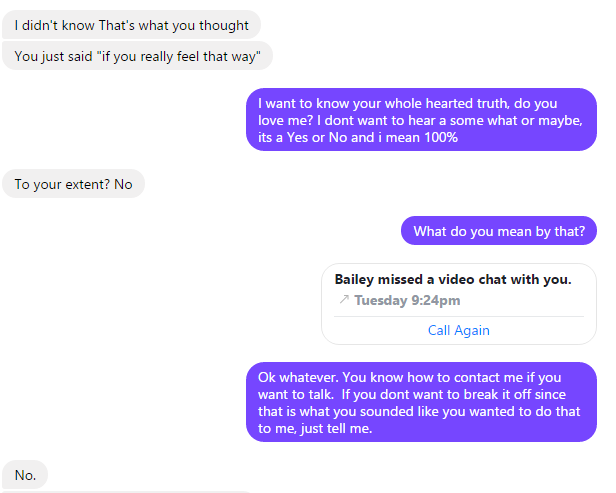 I didn't know That's what you thought
You just said "if you really feel that way"
I want to know your whole hearted truth, do you
love me? I dont want to hear a some what or maybe,
its a Yes or No and i mean 100%
To your extent? No
What do you mean by that?
Bailey missed a video chat with you.
↗ Tuesday 9:24pm
Call Again
Ok whatever. You know how to contact me if you
want to talk.  If you dont want to break it off since
that is what you sounded like you wanted to do that
to me, just tell me.
No.